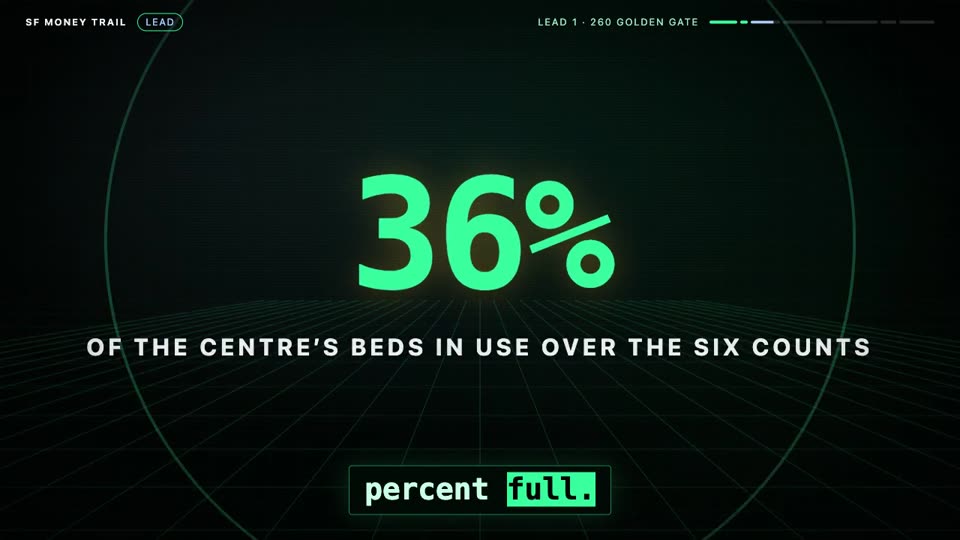 SF MONEY TRAIL LEAD
LEAD 1 · 260 GOLDEN GATE
36%
OF THE CENTRE’S BEDS IN USE OVER THE SIX COUNTS
percent full.